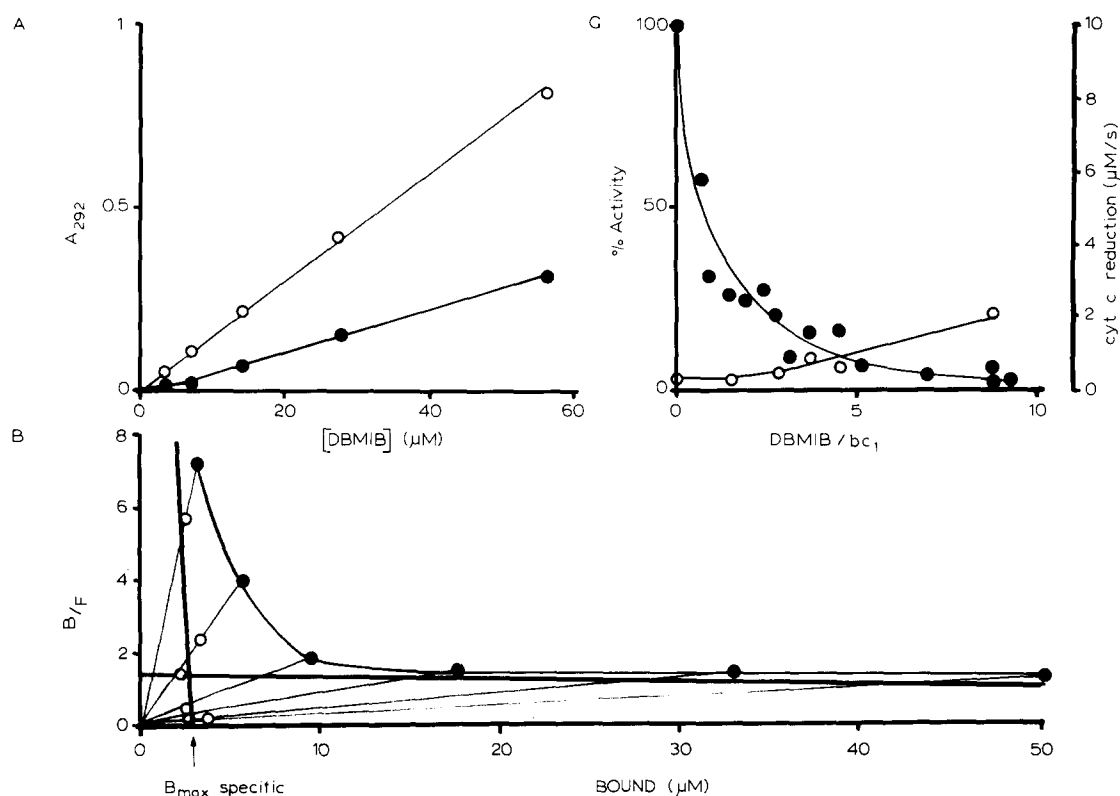 A
1
A292
0.5
0
0
20
40
60
[DBMIB] (µM)
G
100
% Activity
50
0
0
5
10
DBMIB / bc1
10
8
6
4
2
0
cyt c reduction (µM/s)
B
8
6
B/F
4
2
0
0
10
20
30
40
50
Bmax specific
BOUND (µM)